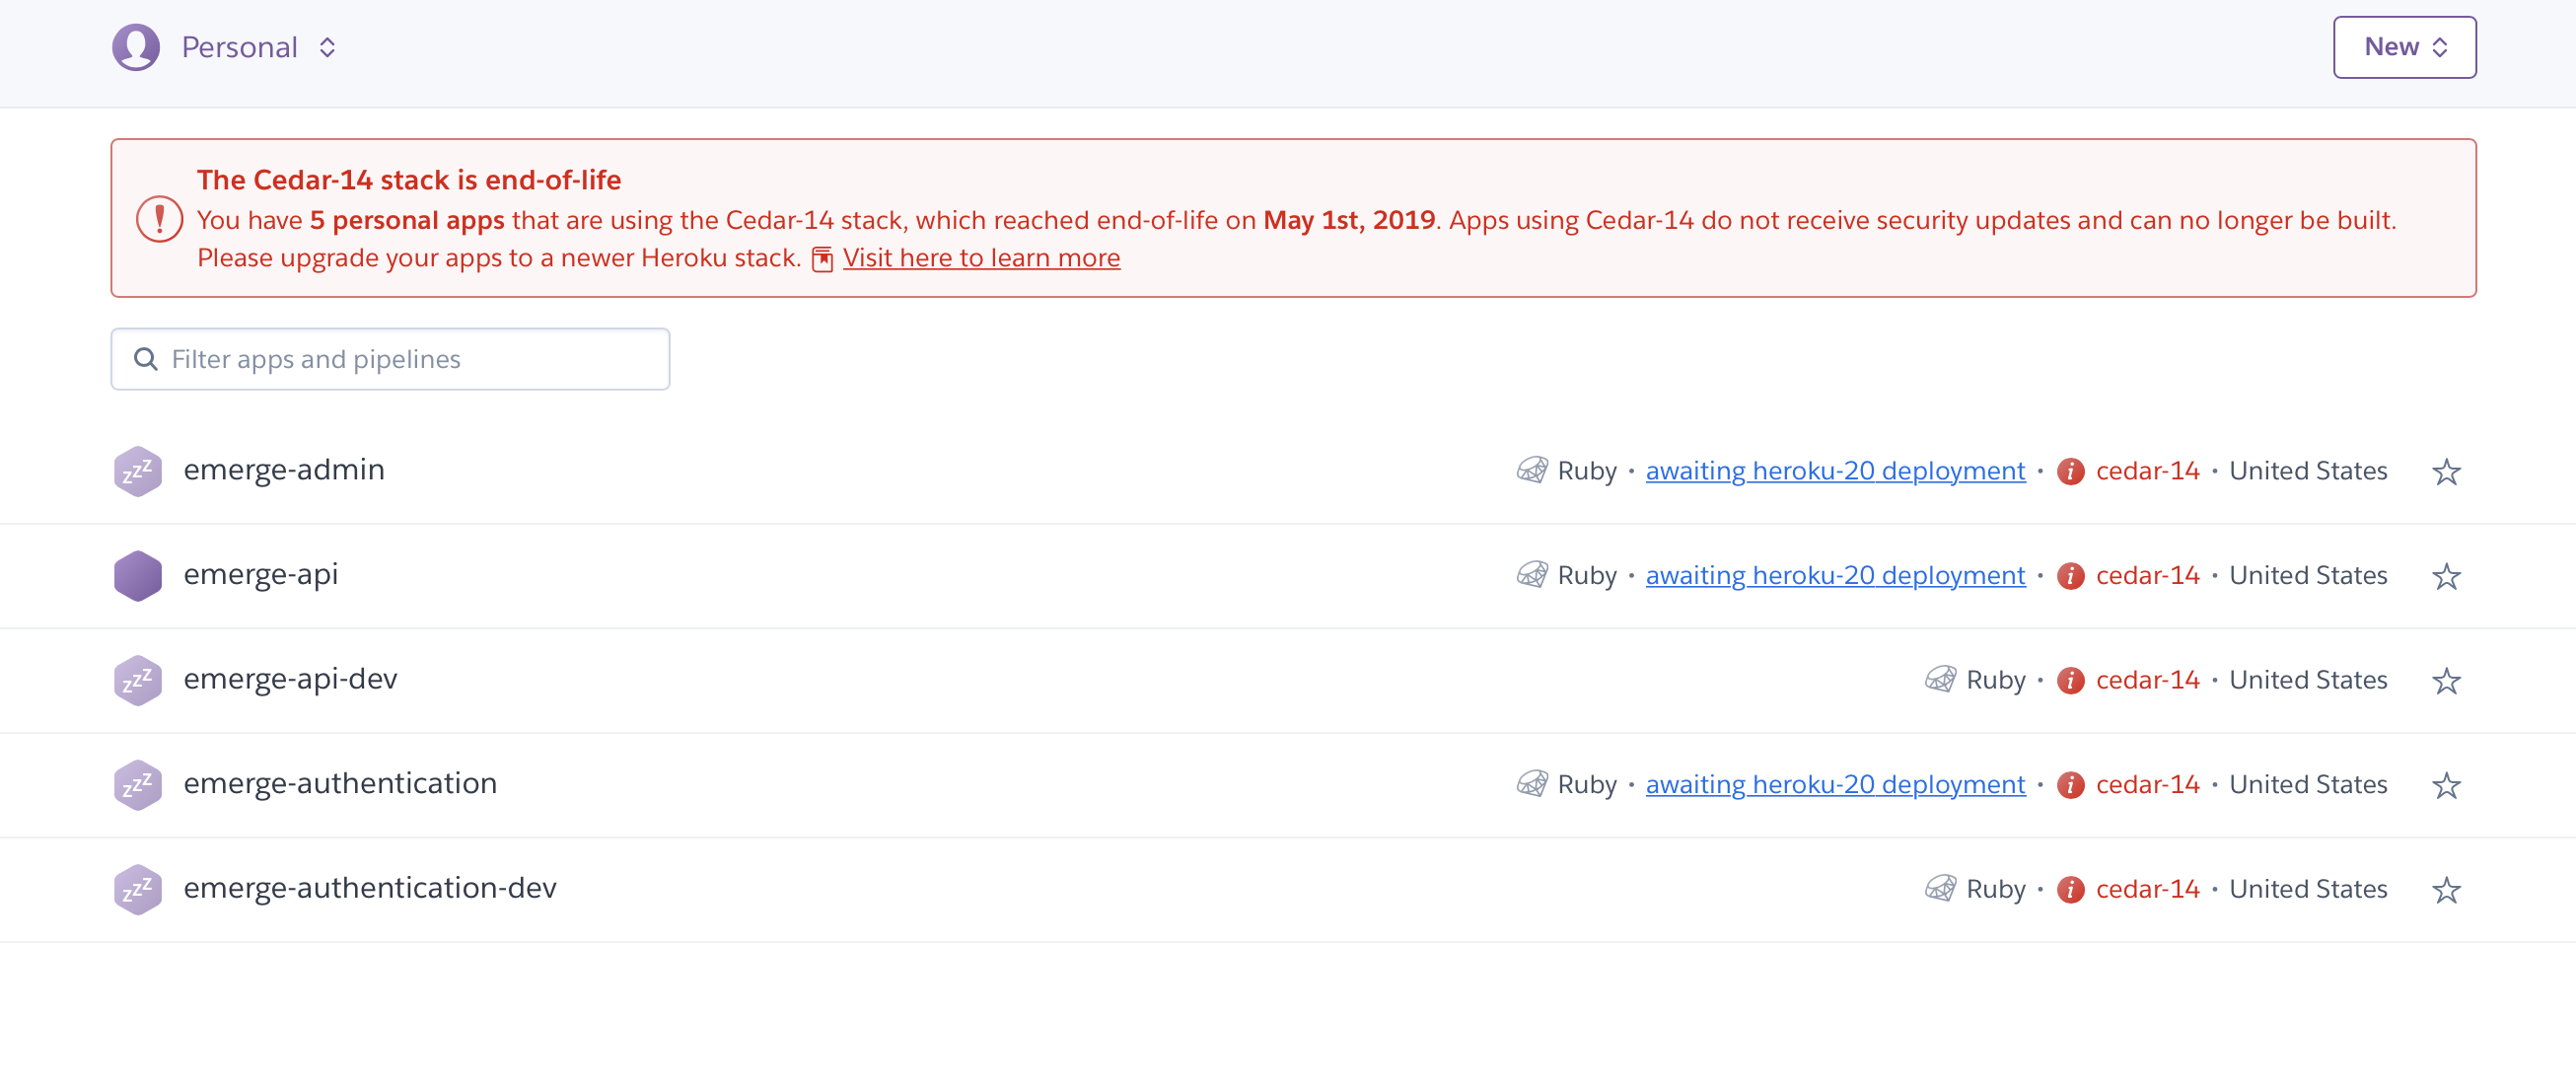 Personal
New
The Cedar-14 stack is end-of-life
You have 5 personal apps that are using the Cedar-14 stack, which reached end-of-life on May 1st, 2019. Apps using Cedar-14 do not receive security updates and can no longer be built.
Please upgrade your apps to a newer Heroku stack. Visit here to learn more
Filter apps and pipelines
zzz emerge-admin Ruby · awaiting heroku-20 deployment · i cedar-14 · United States
emerge-api Ruby · awaiting heroku-20 deployment · i cedar-14 · United States
zzz emerge-api-dev Ruby · i cedar-14 · United States
zzz emerge-authentication Ruby · awaiting heroku-20 deployment · i cedar-14 · United States
zzz emerge-authentication-dev Ruby · i cedar-14 · United States